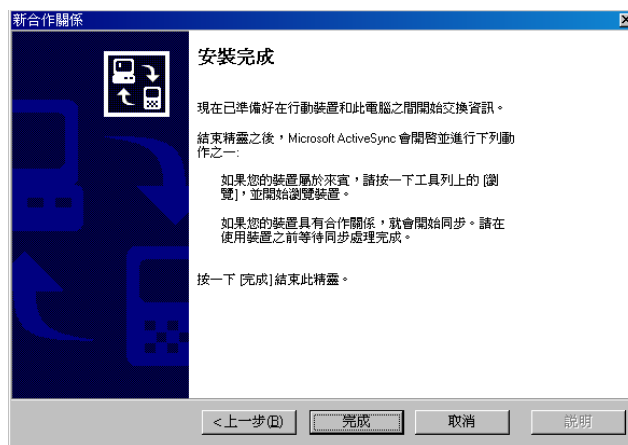 新合作關係
安裝完成
現在已準備好在行動裝置和此電腦之間開始交換資訊。
結束精靈之後，Microsoft ActiveSync 會開啓並進行下列動
作之一:
如果您的裝置屬於來賓，請按一下工具列上的 [瀏
覽]，並開始瀏覽裝置。
如果您的裝置具有合作關係，就會開始同步。請在
使用裝置之前等待同步處理完成。
按一下 [完成] 結束此精靈。
<上一步(B) 完成 取消 說明